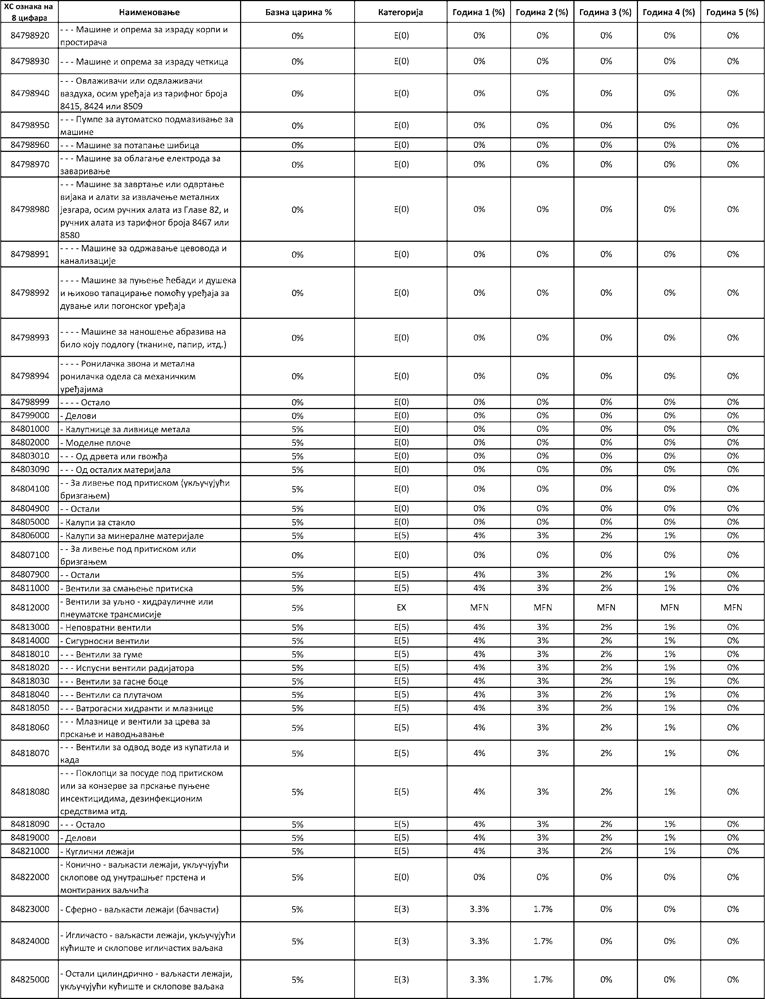 ХС ознака на 8 цифара Наименовање Базна царина % Категорија Година 1 (%) Година 2 (%) Година 3 (%) Година 4 (%) Година 5 (%)
84798920 - - - Машине и опрема за израду корпи и простирача 0% E(0) 0% 0% 0% 0% 0%
84798930 - - - Машине и опрема за израду четкица 0% E(0) 0% 0% 0% 0% 0%
84798940 - - - Овлаживачи или одвлаживачи ваздуха, осим уређаја из тарифног броја 8415, 8424 или 8509 0% E(0) 0% 0% 0% 0% 0%
84798950 - - - Пумпе за аутоматско подмазивање за машине 0% E(0) 0% 0% 0% 0% 0%
84798960 - - - Машине за потапање шибица 0% E(0) 0% 0% 0% 0% 0%
84798970 - - - Машине за облагање електрода за заваривање 0% E(0) 0% 0% 0% 0% 0%
84798980 - - - Машине за завртање или одвртање вијака и алати за извлачење металних језгара, осим ручних алата из Главе 82, и ручних алата из тарифног броја 8467 или 8580 0% E(0) 0% 0% 0% 0% 0%
84798991 - - - - Машине за одржавање цевовода и канализације 0% E(0) 0% 0% 0% 0% 0%
84798992 - - - - Машине за пуњење ћебади и душека и њихово тапацирање помоћу уређаја за дување или погонског уређаја 0% E(0) 0% 0% 0% 0% 0%
84798993 - - - - Машине за наношење абразива на било коју подлогу (тканине, папир, итд.) 0% E(0) 0% 0% 0% 0% 0%
84798994 - - - - Ронилачка звона и метална ронилачка одела са механичким уређајима 0% E(0) 0% 0% 0% 0% 0%
84798999 - - - - Остало 0% E(0) 0% 0% 0% 0% 0%
84799000 - Делови 0% E(0) 0% 0% 0% 0% 0%
84801000 - Калупнице за ливнице метала 5% E(0) 0% 0% 0% 0% 0%
84802000 - Моделне плоче 5% E(0) 0% 0% 0% 0% 0%
84803010 - - - Од дрвета или гвожђа 5% E(0) 0% 0% 0% 0% 0%
84803090 - - - Од осталих материјала 5% E(0) 0% 0% 0% 0% 0%
84804100 - - За ливење под притиском (укључујући бризгањем) 5% E(0) 0% 0% 0% 0% 0%
84804900 - - Остали 5% E(0) 0% 0% 0% 0% 0%
84805000 - Калупи за стакло 5% E(0) 0% 0% 0% 0% 0%
84806000 - Калупи за минералне материјале 5% E(5) 4% 3% 2% 1% 0%
84807100 - - За ливење под притиском или бризгањем 0% E(0) 0% 0% 0% 0% 0%
84807900 - - Остали 5% E(5) 4% 3% 2% 1% 0%
84811000 - Вентили за смањење притиска 5% E(5) 4% 3% 2% 1% 0%
84812000 - Вентили за уљно - хидрауличне или пнеуматске трансмисије 5% EX MFN MFN MFN MFN MFN
84813000 - Неповратни вентили 5% E(5) 4% 3% 2% 1% 0%
84814000 - Сигурносни вентили 5% E(5) 4% 3% 2% 1% 0%
84818010 - - - Вентили за гуме 5% E(5) 4% 3% 2% 1% 0%
84818020 - - - Испусни вентили радијатора 5% E(5) 4% 3% 2% 1% 0%
84818030 - - - Вентили за гасне боце 5% E(5) 4% 3% 2% 1% 0%
84818040 - - - Вентили са плутачом 5% E(5) 4% 3% 2% 1% 0%
84818050 - - - Ватрогасни хидранти и млазнице 5% E(5) 4% 3% 2% 1% 0%
84818060 - - - Млазнице и вентили за црева за прскање и наводњавање 5% E(5) 4% 3% 2% 1% 0%
84818070 - - - Вентили за одвод воде из купатила и када 5% E(5) 4% 3% 2% 1% 0%
84818080 - - - Поклопци за посуде под притиском или за конзерве за прскање пуњене инсектицидима, дезинфекционим средствима итд. 5% E(5) 4% 3% 2% 1% 0%
84818090 - - - Остало 5% E(5) 4% 3% 2% 1% 0%
84819000 - Делови 5% E(5) 4% 3% 2% 1% 0%
84821000 - Куглични лежаји 5% E(5) 4% 3% 2% 1% 0%
84822000 - Конично - ваљкасти лежаји, укључујући склопове од унутрашњег прстена и монтираних ваљчића 5% E(0) 0% 0% 0% 0% 0%
84823000 - Сферно - ваљкасти лежаји (бачвасти) 5% E(3) 3.3% 1.7% 0% 0% 0%
84824000 - Игличасто - ваљкасти лежаји, укључујући кућиште и склопове игличастих ваљака 5% E(3) 3.3% 1.7% 0% 0% 0%
84825000 - Остали цилиндрично - ваљкасти лежаји, укључујући кућиште и склопове ваљака 5% E(3) 3.3% 1.7% 0% 0% 0%